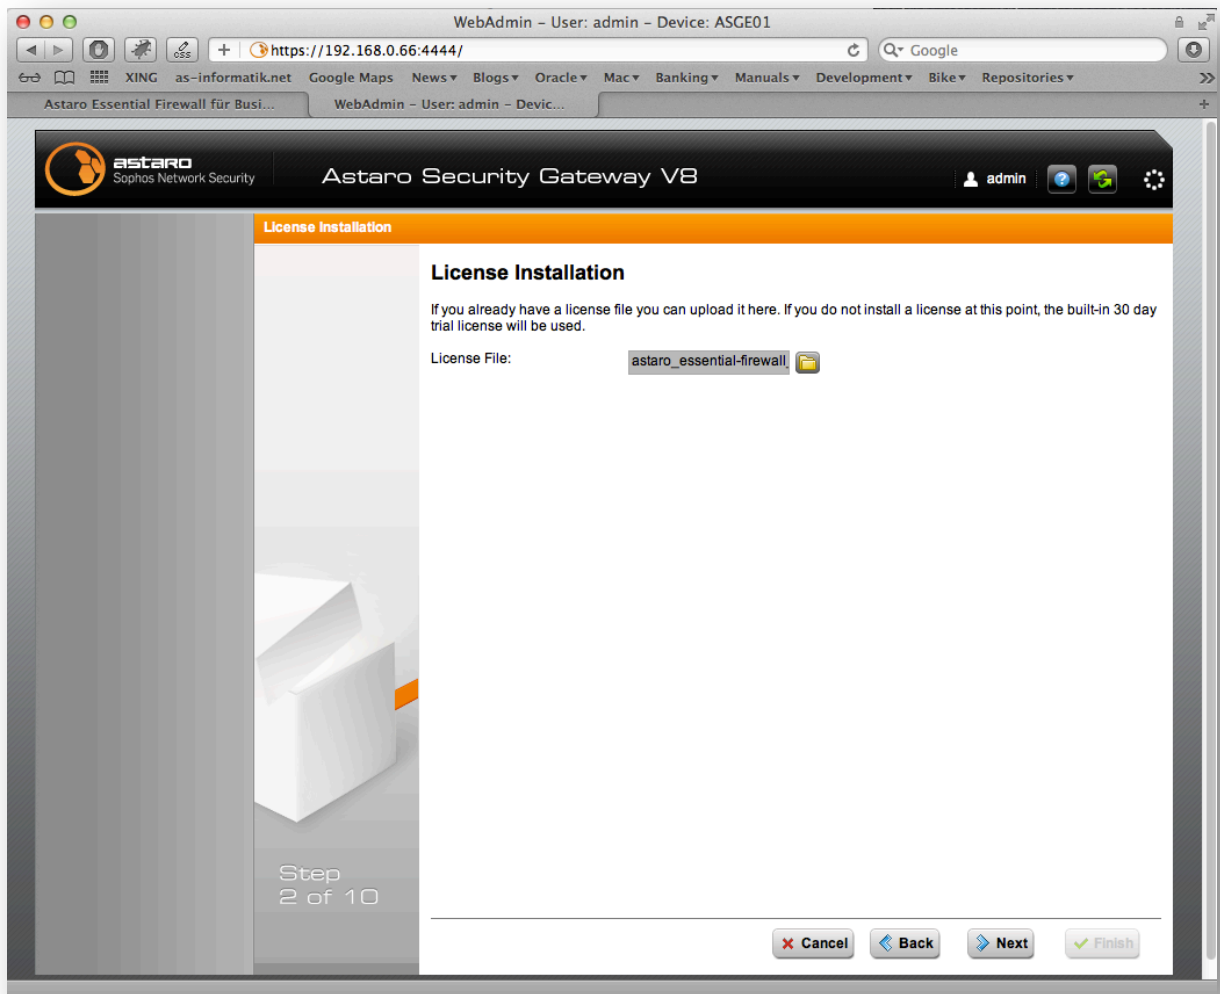 WebAdmin – User: admin – Device: ASGE01
css + https://192.168.0.66:4444/ Google
XING as-informatik.net Google Maps News Blogs Oracle Mac Banking Manuals Development Bike Repositories
Astaro Essential Firewall für Busi... WebAdmin – User: admin – Devic...
astaro
Sophos Network Security
Astaro Security Gateway V8
admin
License Installation
License Installation
If you already have a license file you can upload it here. If you do not install a license at this point, the built-in 30 day
trial license will be used.
License File: astaro_essential-firewall_
Step
2 of 10
Cancel Back Next Finish